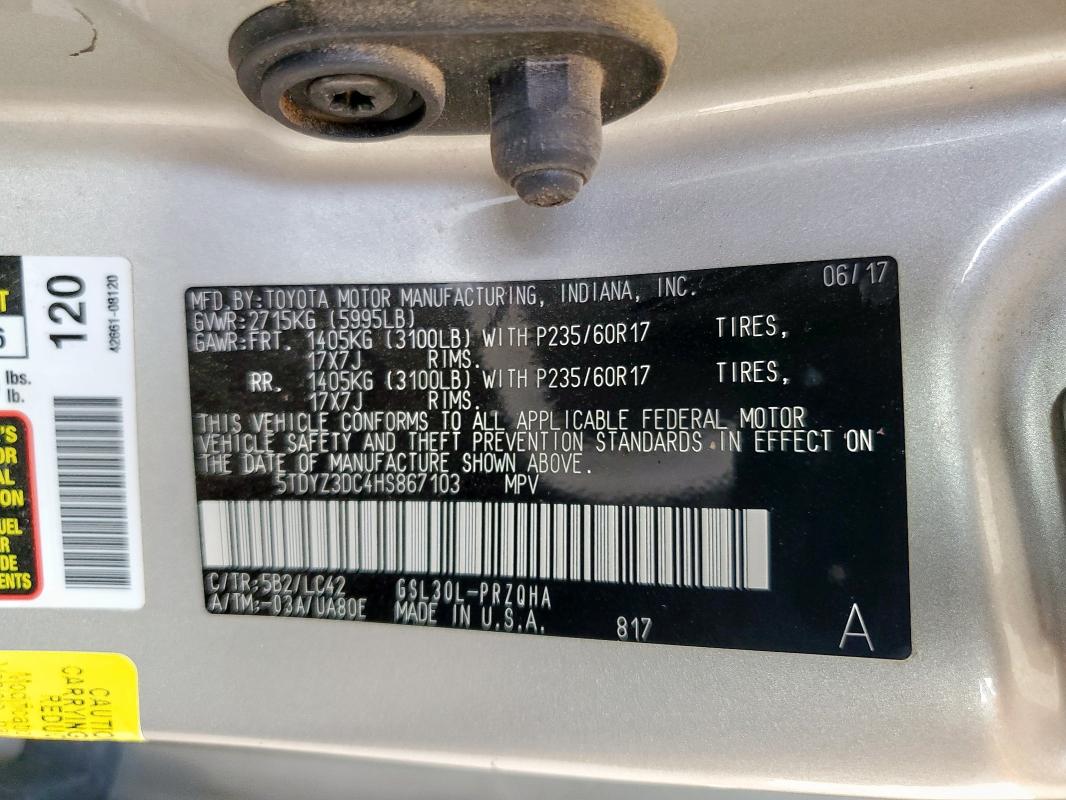 MFD.BY:TOYOTA MOTOR MANUFACTURING, INDIANA, INC. 06/17
GVWR:2715KG (5995LB)
GAWR:FRT. 1405KG (3100LB) WITH P235/60R17 TIRES,
17X7J RIMS.
RR. 1405KG (3100LB) WITH P235/60R17 TIRES,
17X7J RIMS.
THIS VEHICLE CONFORMS TO ALL APPLICABLE FEDERAL MOTOR
VEHICLE SAFETY AND THEFT PREVENTION STANDARDS IN EFFECT ON
THE DATE OF MANUFACTURE SHOWN ABOVE.
5TDYZ3DC4HS867103 MPV
C/TR:5B2/LC42 GSL30L-PRZQHA
A/TM:-03A/UA80E MADE IN U.S.A. 817 A
120
42661-08120
lbs.
lb.